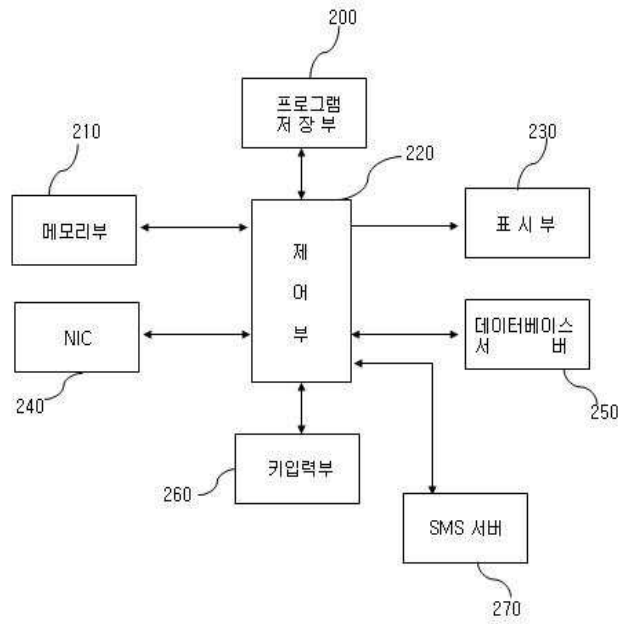 200
프로그램
저장부
210
220
230
메모리부
표 시 부
제
어
부
NIC
데이터베이스
서 버
240
250
키입력부
260
SMS 서버
270